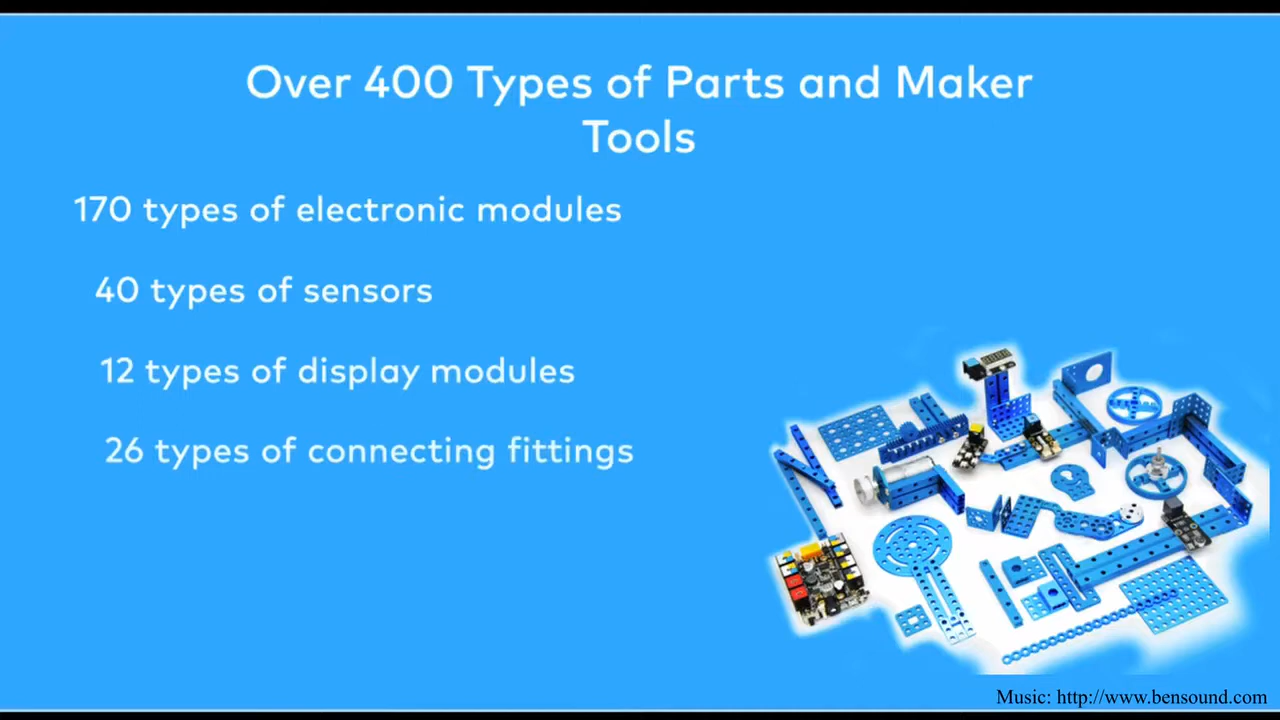 Over 400 Types of Parts and Maker
Tools
170 types of electronic modules
40 types of sensors
12 types of display modules
26 types of connecting fittings
Music: http://www.bensound.com